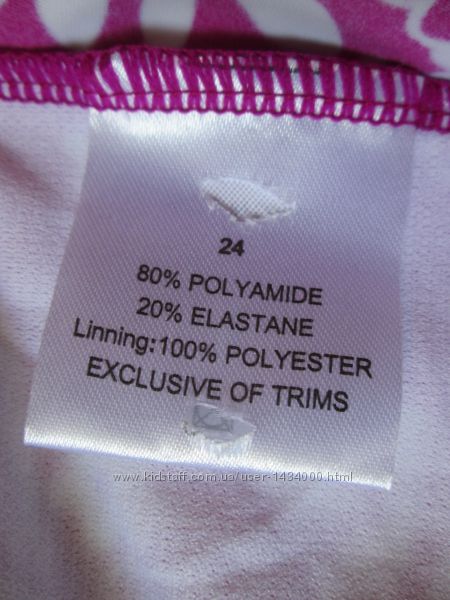 24
80% POLYAMIDE
20% ELASTANE
Linning:100% POLYESTER
EXCLUSIVE OF TRIMS
www.kidstaff.com.ua/user-1434000.html